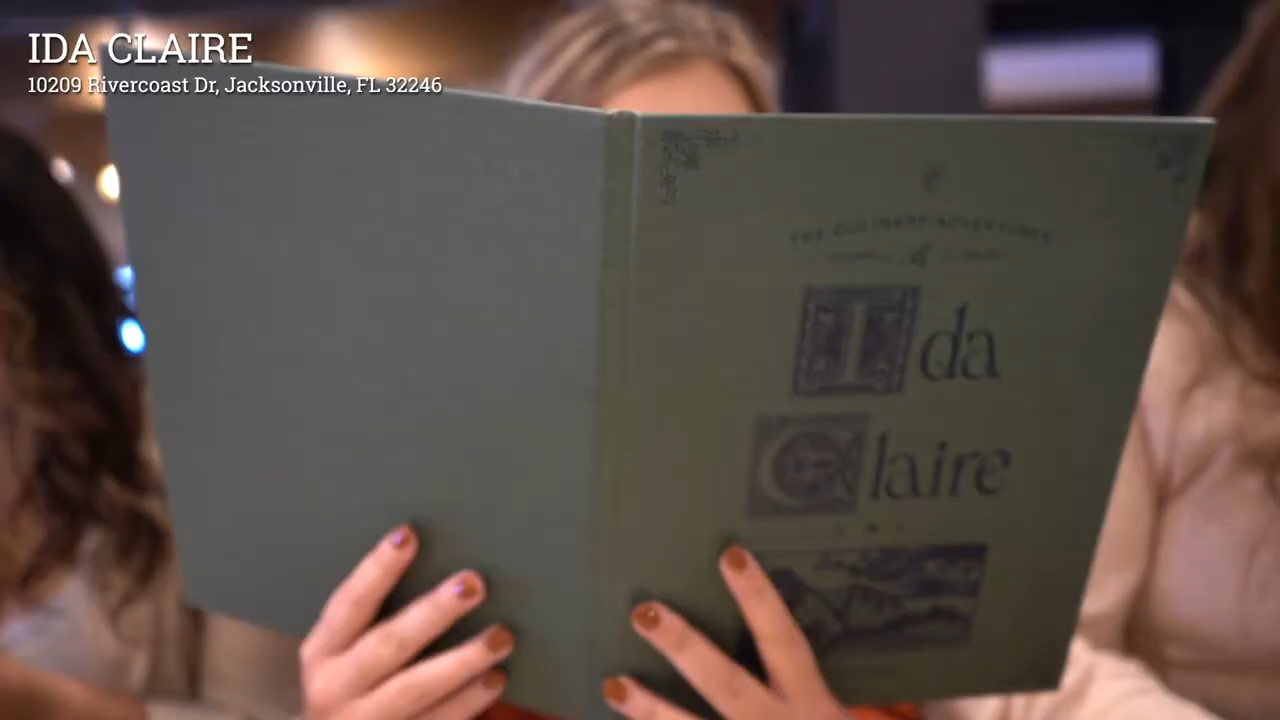 IDA CLAIRE
10209 Rivercoast Dr, Jacksonville, FL 32246
THE CULINARY ADVENTURES
of
Ida
Claire